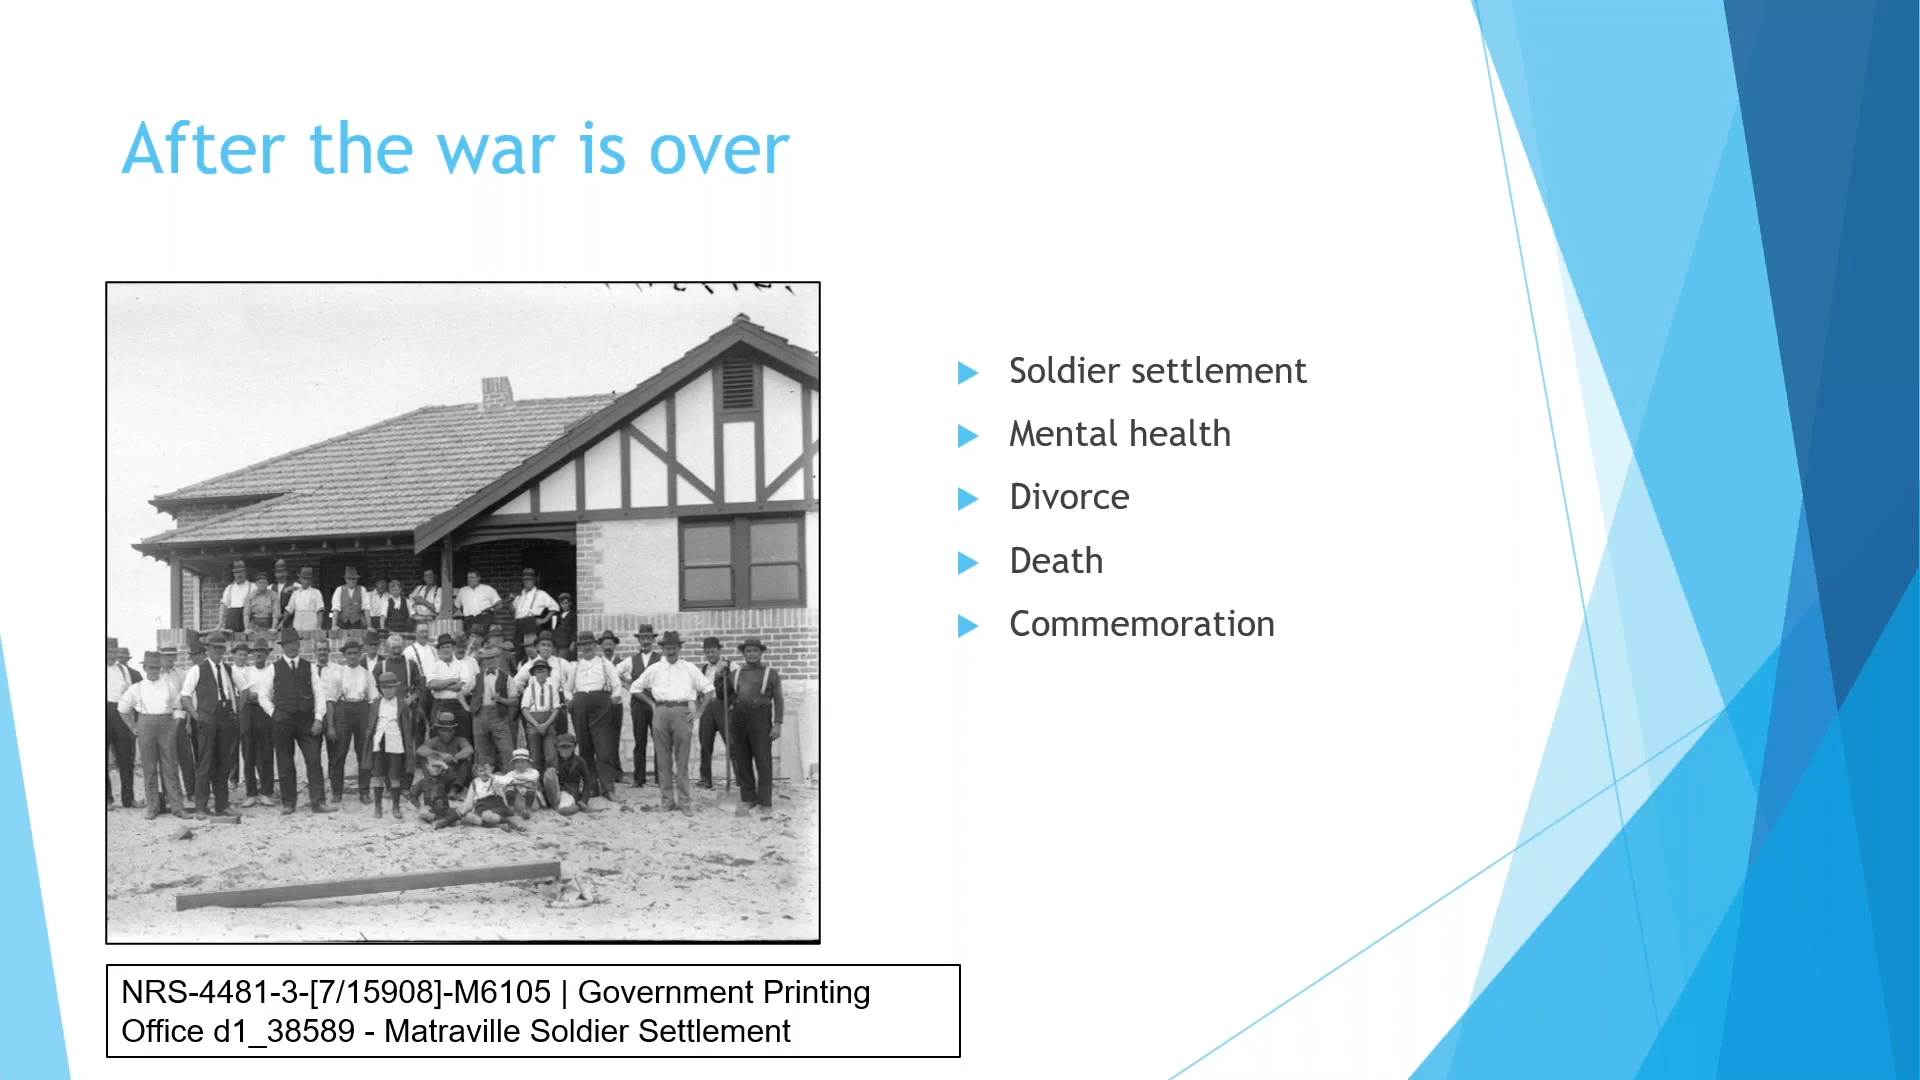 After the war is over
Soldier settlement
Mental health
Divorce
Death
Commemoration
NRS-4481-3-[7/15908]-M6105 | Government Printing
Office d1_38589 - Matraville Soldier Settlement